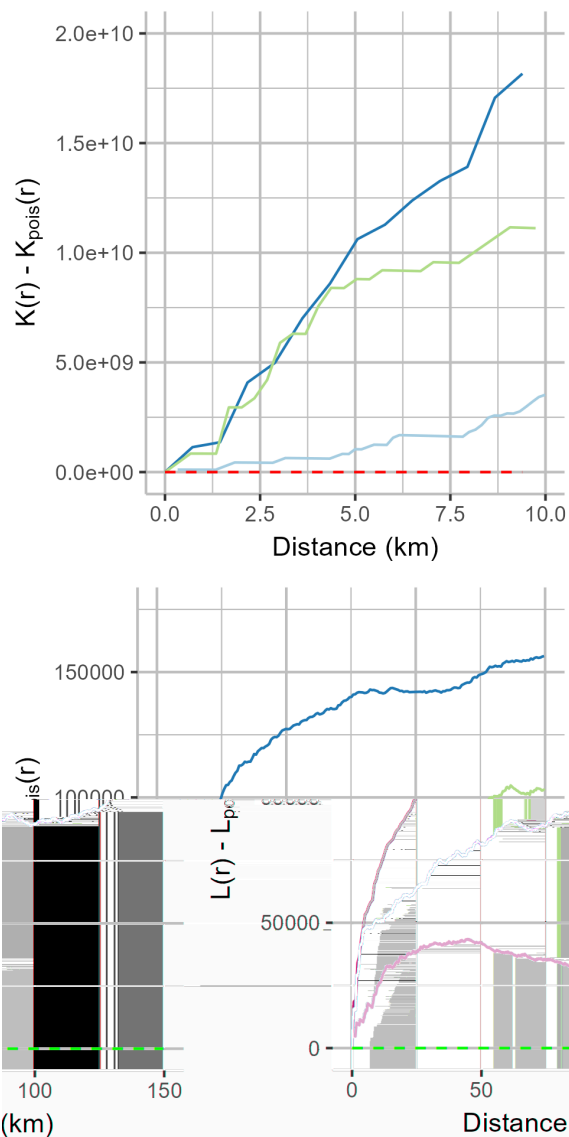 2.0e+10
1.5e+10
1.0e+10
5.0e+09
0.0e+00
K(r) - Kpois(r)
0.0 2.5 5.0 7.5 10.0
Distance (km)
150000
100000
is(r)
L(r) - Lpo
50000
0
100 150 0 50
(km) Distance